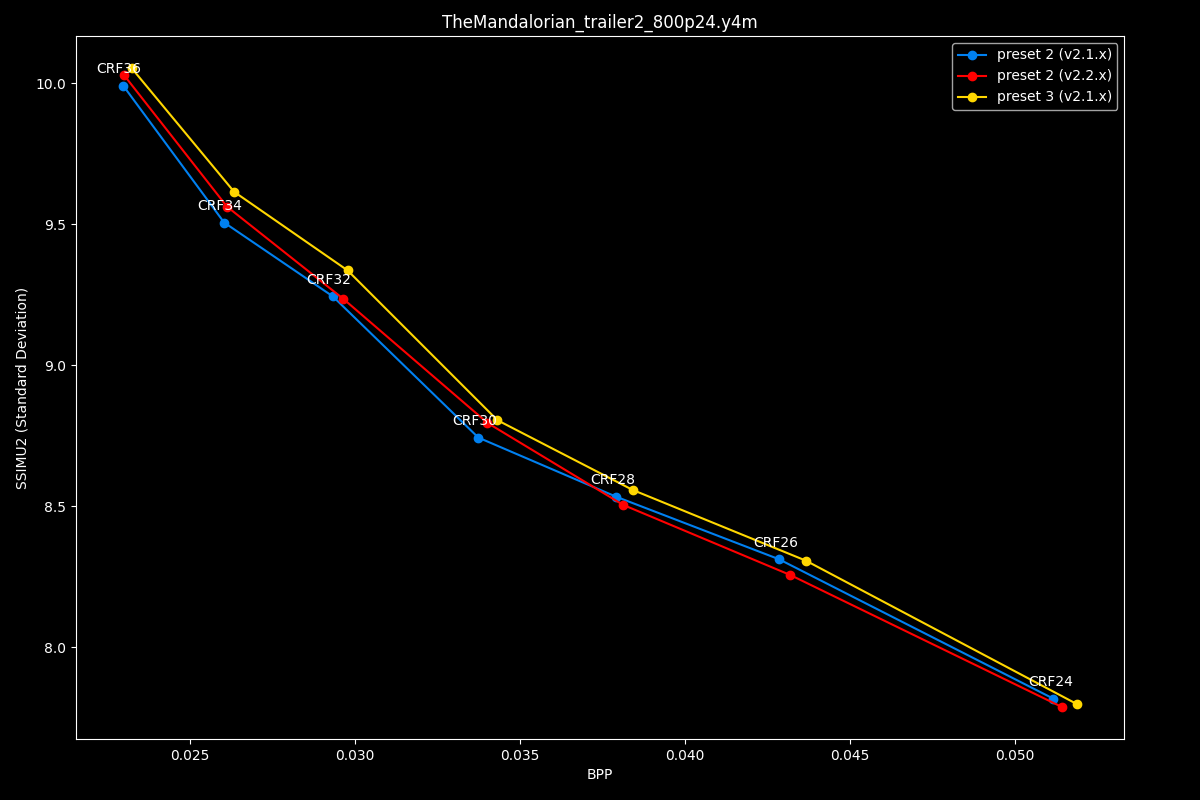 TheMandalorian_trailer2_800p24.y4m
preset 2 (v2.1.x)
preset 2 (v2.2.x)
preset 3 (v2.1.x)
CRF36
CRF34
CRF32
CRF30
CRF28
CRF26
CRF24
10.0
9.5
9.0
8.5
8.0
SSIMU2 (Standard Deviation)
0.025 0.030 0.035 0.040 0.045 0.050
BPP